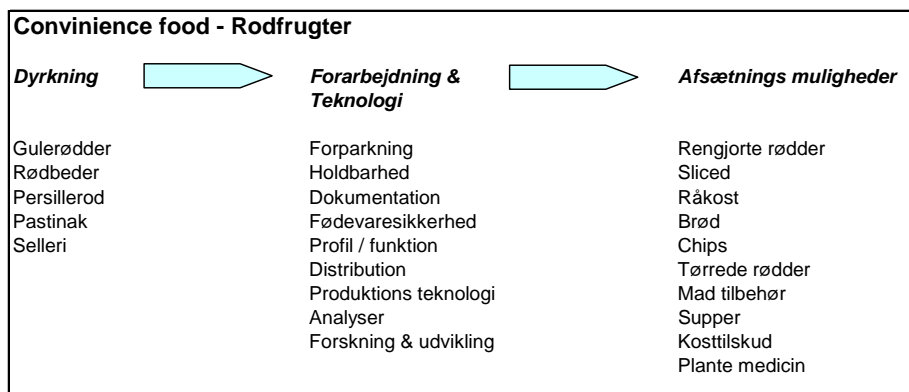 Convinience food - Rodfrugter
Dyrkning
Forarbejdning &
Teknologi
Afsætnings muligheder
Gulerødder
Rødbeder
Persillerod
Pastinak
Selleri
Forparkning
Holdbarhed
Dokumentation
Fødevaresikkerhed
Profil / funktion
Distribution
Produktions teknologi
Analyser
Forskning & udvikling
Rengjorte rødder
Sliced
Råkost
Brød
Chips
Tørrede rødder
Mad tilbehør
Supper
Kosttilskud
Plante medicin